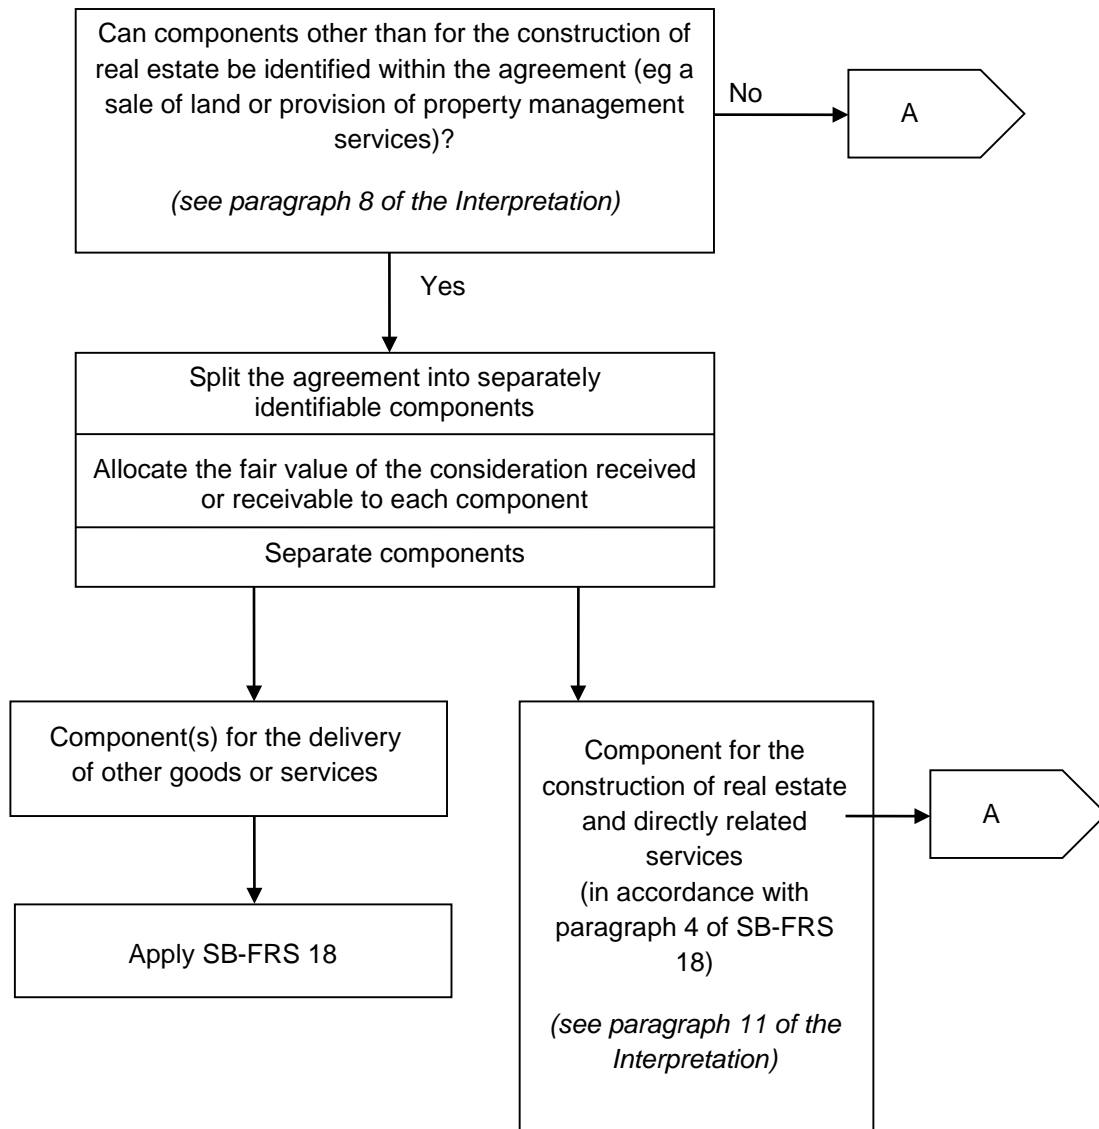 Can components other than for the construction of
real estate be identified within the agreement (eg a
sale of land or provision of property management
services)?
(see paragraph 8 of the Interpretation)
No
A
Yes
Split the agreement into separately
identifiable components
Allocate the fair value of the consideration received
or receivable to each component
Separate components
Component(s) for the delivery
of other goods or services
Apply SB-FRS 18
Component for the
construction of real estate
and directly related
services
(in accordance with
paragraph 4 of SB-FRS
18)
(see paragraph 11 of the
Interpretation)
A